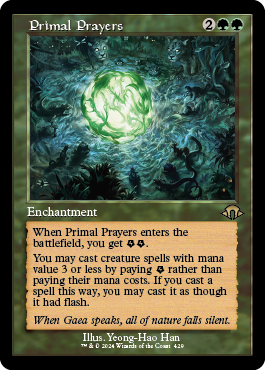 Primal Prayers 2
Enchantment
When Primal Prayers enters the
battlefield, you get.
You may cast creature spells with mana
value 3 or less by paying rather than
paying their mana costs. If you cast a
spell this way, you may cast it as though
it had flash.
When Gaea speaks, all of nature falls silent.
Illus. Yeong-Hao Han
™ & © 2024 Wizards of the Coast 429